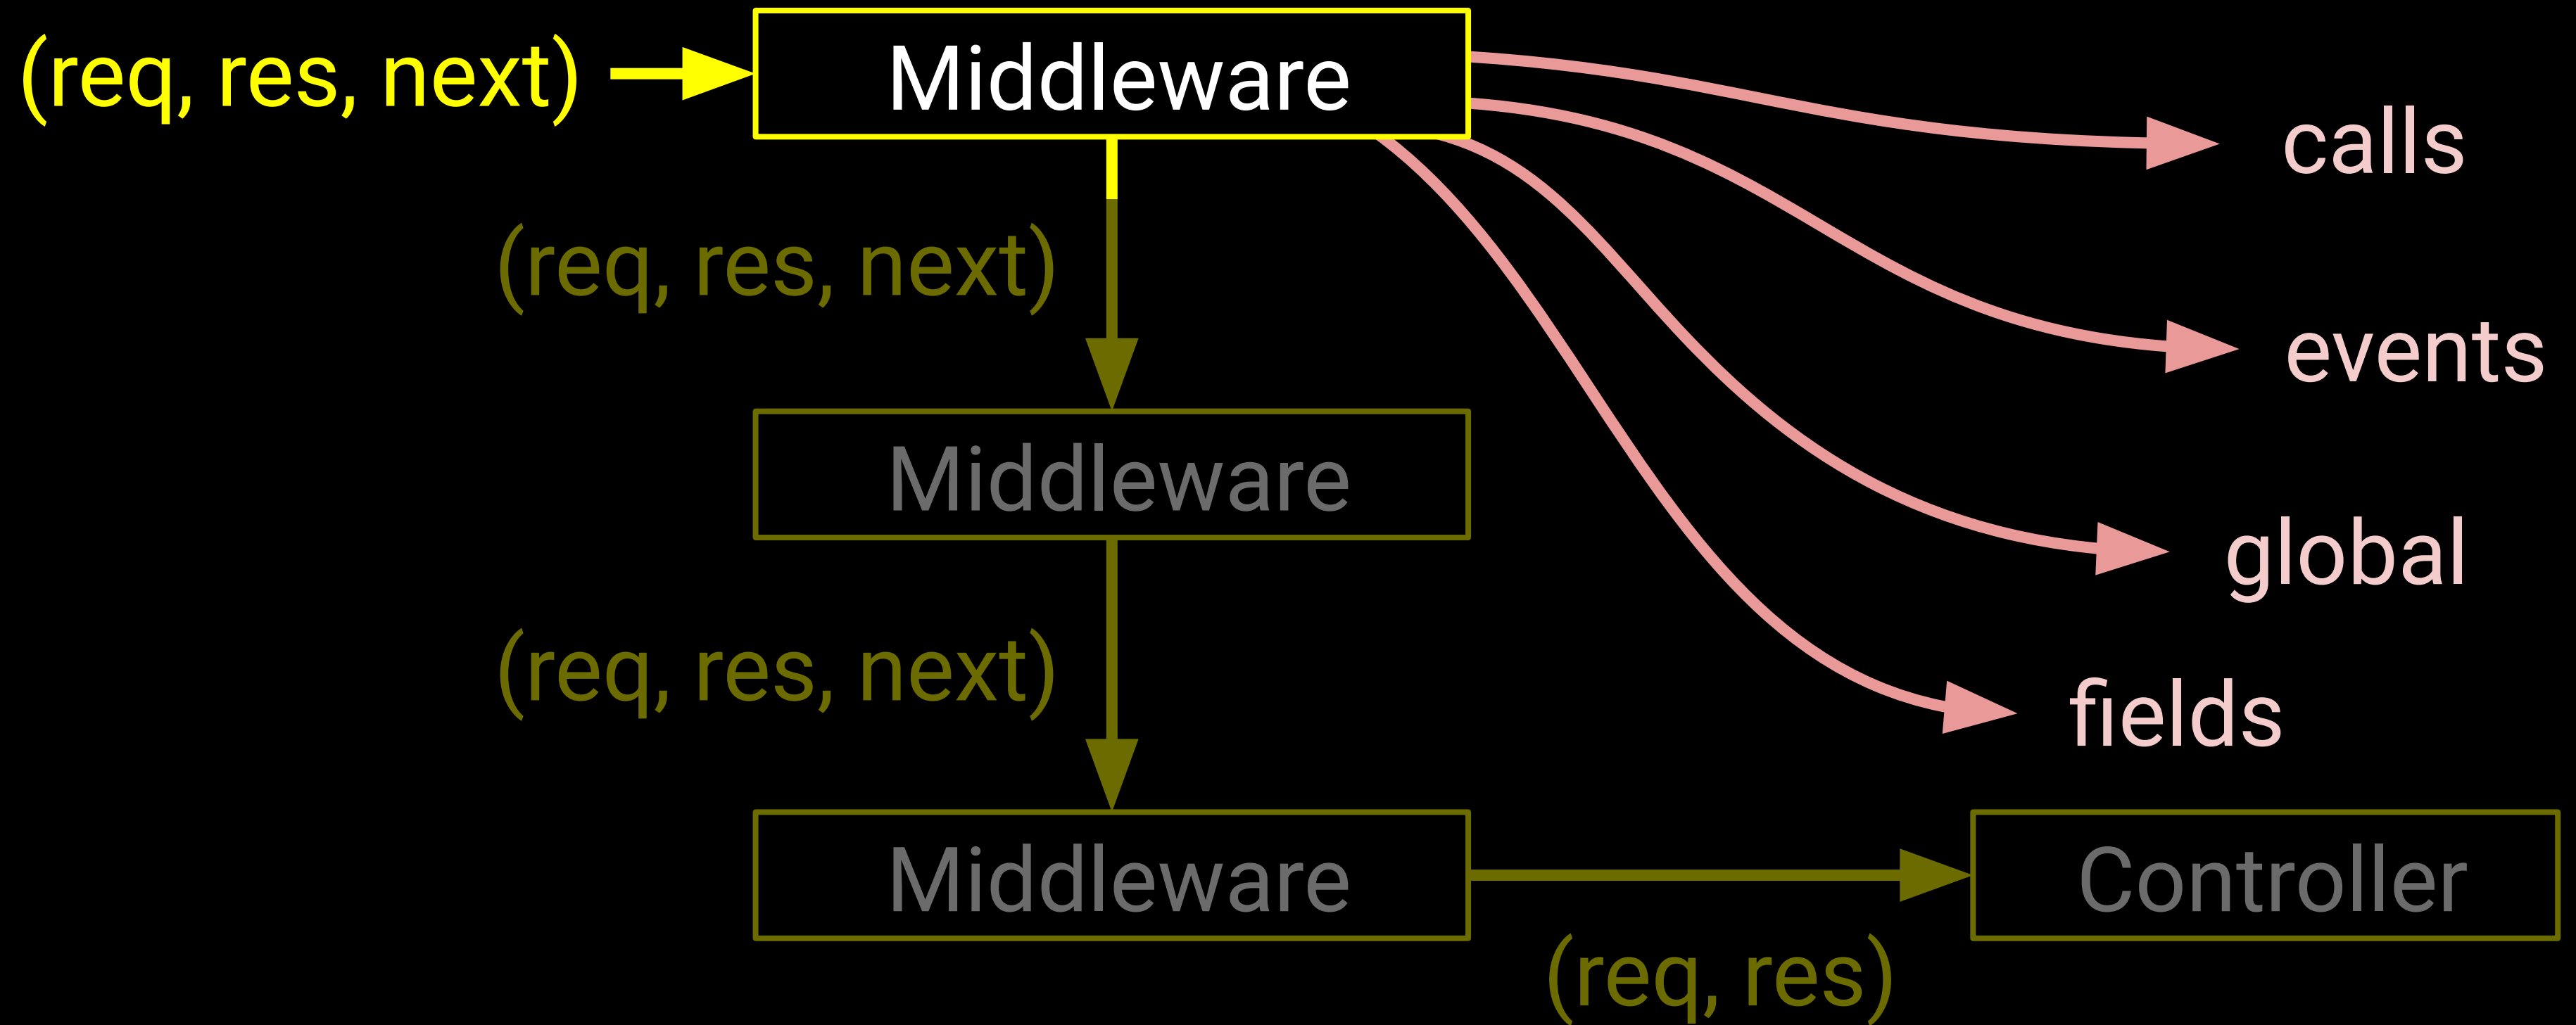 (req, res, next)
Middleware
calls
(req, res, next)
events
Middleware
global
(req, res, next)
fields
Middleware
Controller
(req, res)